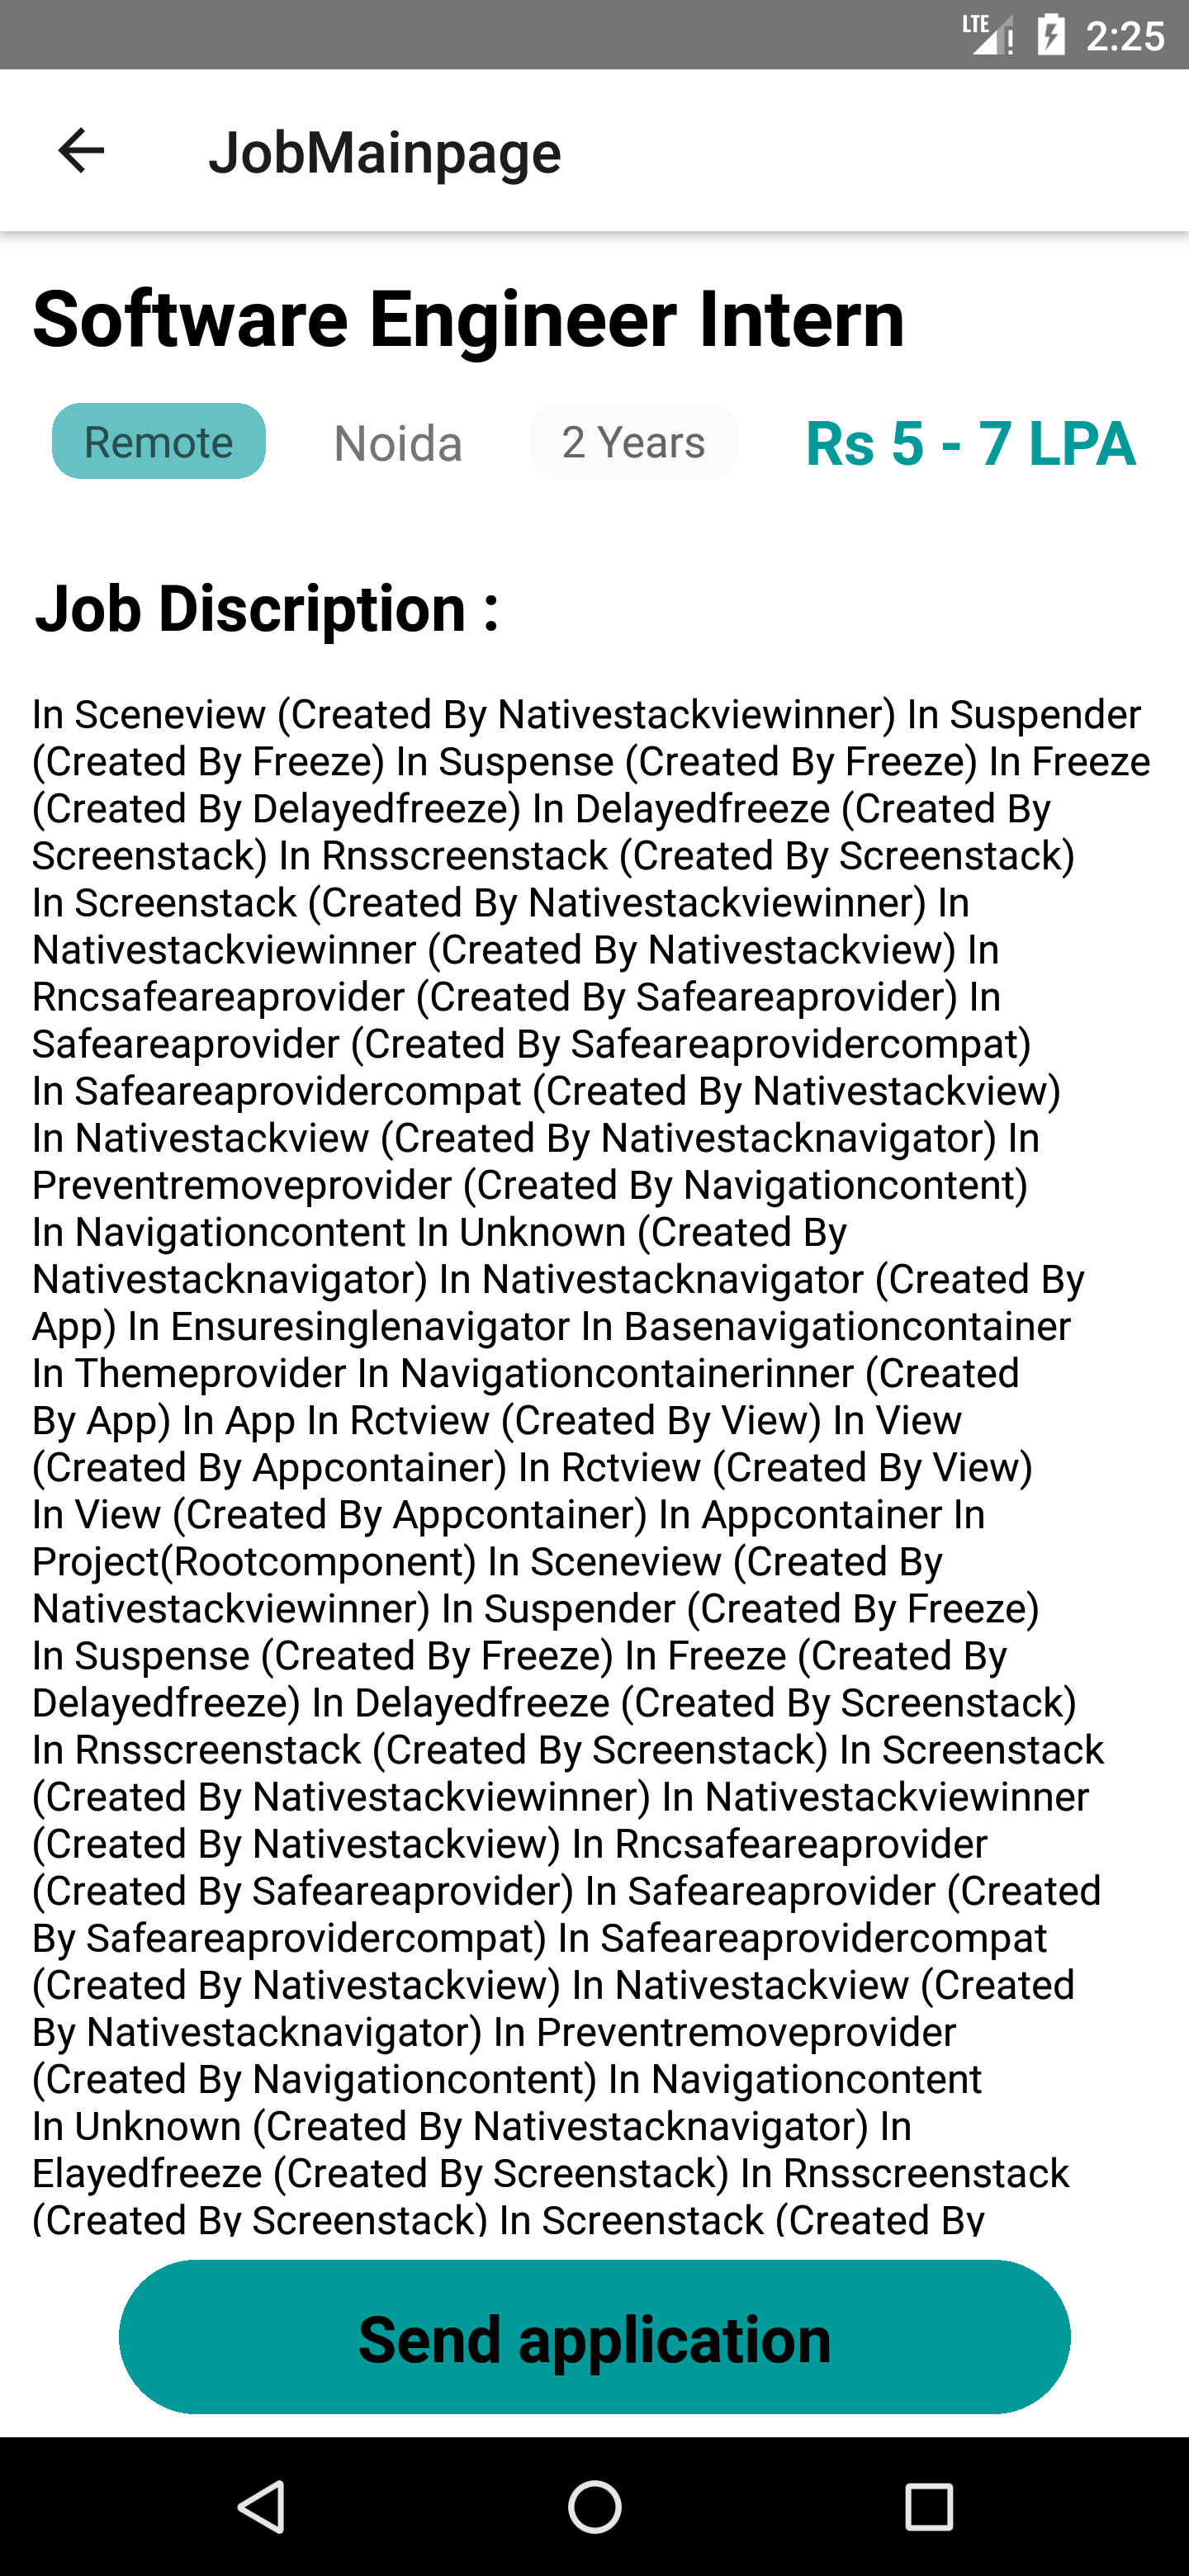 LTE 2:25
JobMainpage
Software Engineer Intern
Remote Noida 2 Years Rs 5 - 7 LPA
Job Discription :
In Sceneview (Created By Nativestackviewinner) In Suspender
(Created By Freeze) In Suspense (Created By Freeze) In Freeze
(Created By Delayedfreeze) In Delayedfreeze (Created By
Screenstack) In Rnsscreenstack (Created By Screenstack)
In Screenstack (Created By Nativestackviewinner) In
Nativestackviewinner (Created By Nativestackview) In
Rncsafeareaprovider (Created By Safeareaprovider) In
Safeareaprovider (Created By Safeareaprovidercompat)
In Safeareaprovidercompat (Created By Nativestackview)
In Nativestackview (Created By Nativestacknavigator) In
Preventremoveprovider (Created By Navigationcontent)
In Navigationcontent In Unknown (Created By
Nativestacknavigator) In Nativestacknavigator (Created By
App) In Ensuresinglenavigator In Basenavigationcontainer
In Themeprovider In Navigationcontainerinner (Created
By App) In App In Rctview (Created By View) In View
(Created By Appcontainer) In Rctview (Created By View)
In View (Created By Appcontainer) In Appcontainer In
Project(Rootcomponent) In Sceneview (Created By
Nativestackviewinner) In Suspender (Created By Freeze)
In Suspense (Created By Freeze) In Freeze (Created By
Delayedfreeze) In Delayedfreeze (Created By Screenstack)
In Rnsscreenstack (Created By Screenstack) In Screenstack
(Created By Nativestackviewinner) In Nativestackviewinner
(Created By Nativestackview) In Rncsafeareaprovider
(Created By Safeareaprovider) In Safeareaprovider (Created
By Safeareaprovidercompat) In Safeareaprovidercompat
(Created By Nativestackview) In Nativestackview (Created
By Nativestacknavigator) In Preventremoveprovider
(Created By Navigationcontent) In Navigationcontent
In Unknown (Created By Nativestacknavigator) In
Elayedfreeze (Created By Screenstack) In Rnsscreenstack
(Created By Screenstack) In Screenstack (Created By
Send application